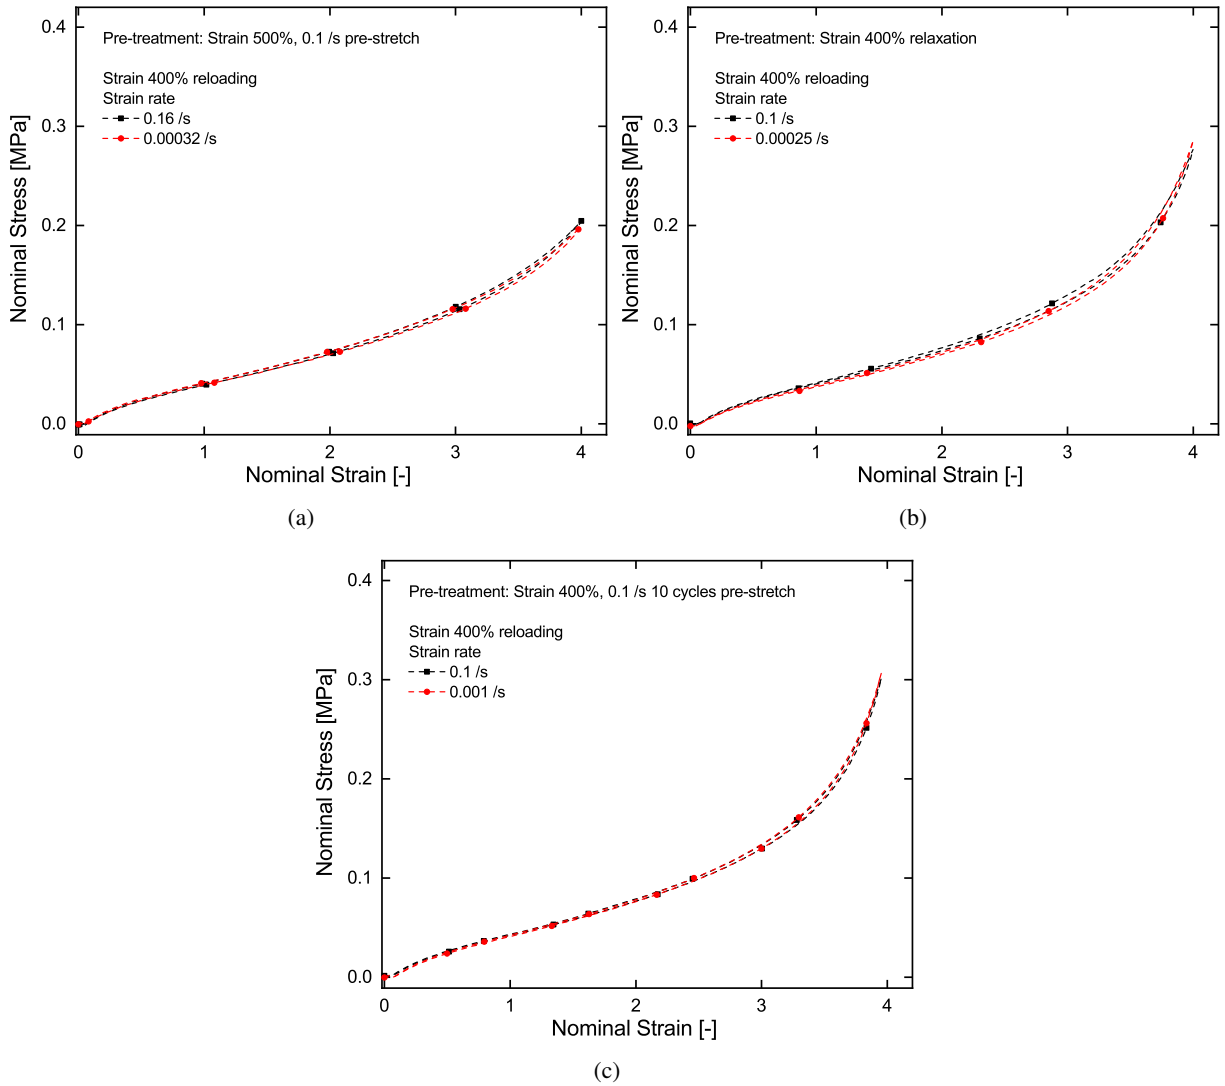 Pre-treatment: Strain 500%, 0.1 /s pre-stretch
Strain 400% reloading
Strain rate
0.16 /s
0.00032 /s
0.4
0.3
0.2
0.1
0.0
Nominal Stress [MPa]
0 1 2 3 4
Nominal Strain [-]
(a)
Pre-treatment: Strain 400% relaxation
Strain 400% reloading
Strain rate
0.1 /s
0.00025 /s
0.4
0.3
0.2
0.1
0.0
Nominal Stress [MPa]
0 1 2 3 4
Nominal Strain [-]
(b)
Pre-treatment: Strain 400%, 0.1 /s 10 cycles pre-stretch
Strain 400% reloading
Strain rate
0.1 /s
0.001 /s
0.4
0.3
0.2
0.1
0.0
Nominal Stress [MPa]
0 1 2 3 4
Nominal Strain [-]
(c)